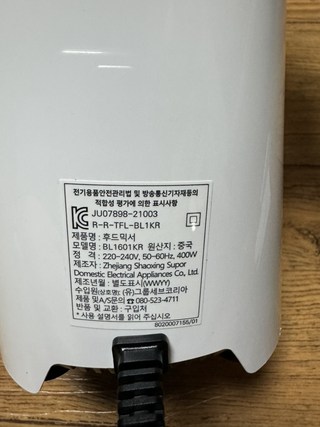 전기용품안전관리법 및 방송통신기자재등의
적합성 평가에 의한 표시사항
JU07898-21003
R-R-TFL-BL1KR
제품명 : 후드믹서
모델명 : BL1601KR 원산지 : 중국
정 격 : 220-240V, 50-60Hz, 400W
제조자 : Zhejiang Shaoxing Supor
Domestic Electrical Appliances Co., Ltd.
제조년월 : 별도표시(WWYY)
수입원(상호명) : (유)그룹세브코리아
제품 및A/S문의 ☎ 080-523-4711
반품 및 교환 : 구입처
* 사용 설명서를 읽어 주십시오
8020007155/01